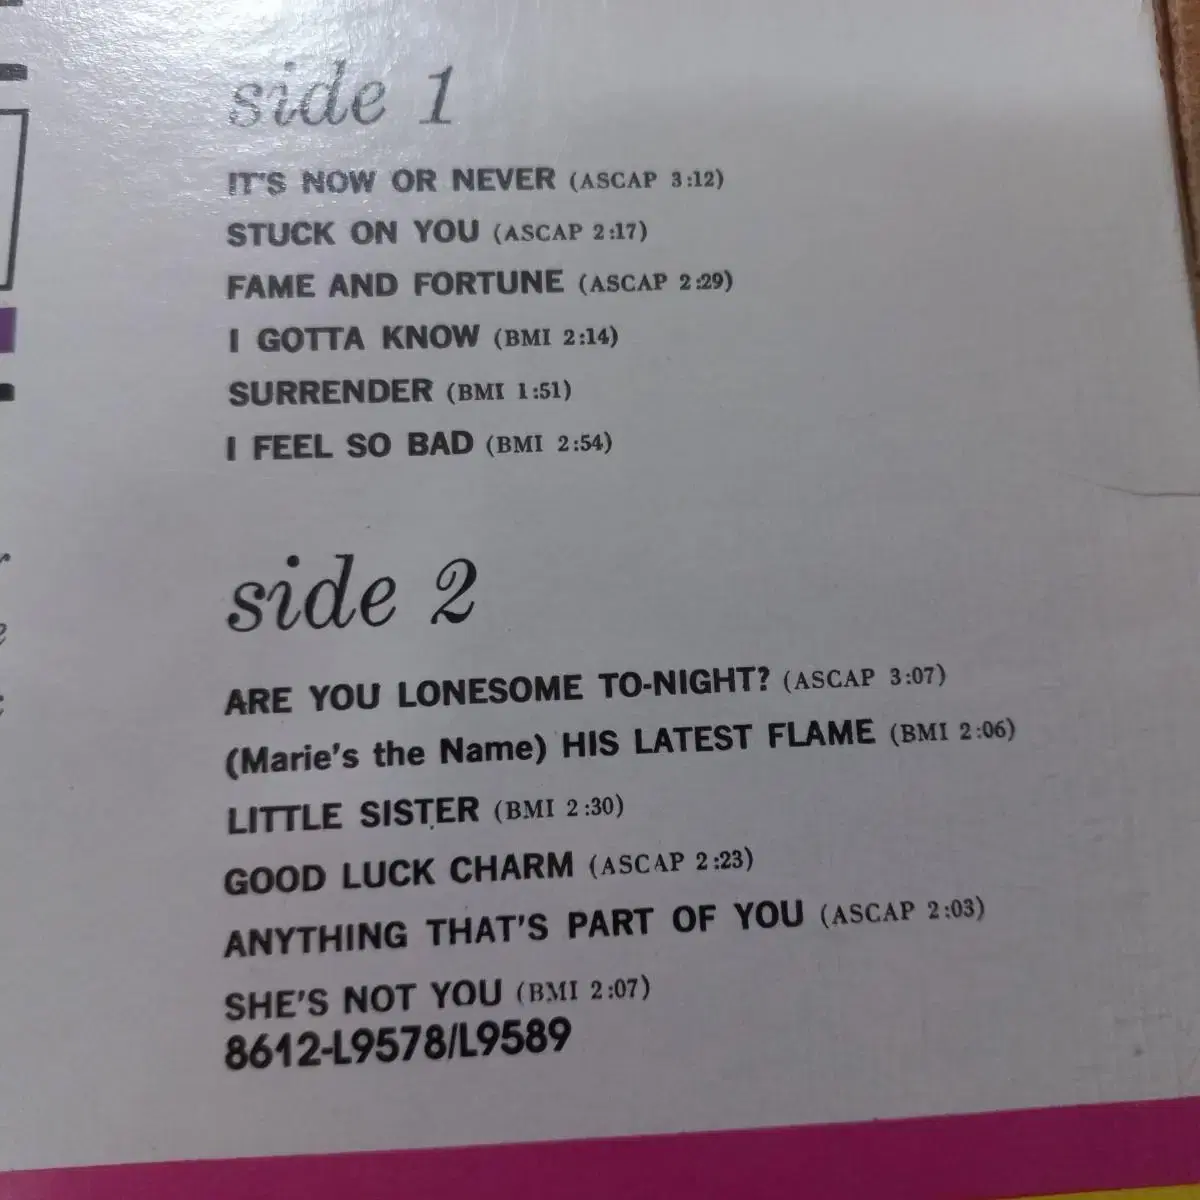 side 1
IT'S NOW OR NEVER (ASCAP 3:12)
STUCK ON YOU (ASCAP 2:17)
FAME AND FORTUNE (ASCAP 2:29)
I GOTTA KNOW (BMI 2:14)
SURRENDER (BMI 1:51)
I FEEL SO BAD (BMI 2:54)
side 2
ARE YOU LONESOME TO-NIGHT? (ASCAP 3:07)
(Marie's the Name) HIS LATEST FLAME (BMI 2:06)
LITTLE SISTER (BMI 2:30)
GOOD LUCK CHARM (ASCAP 2:23)
ANYTHING THAT'S PART OF YOU (ASCAP 2:03)
SHE'S NOT YOU (BMI 2:07)
8612-L9578/L9589